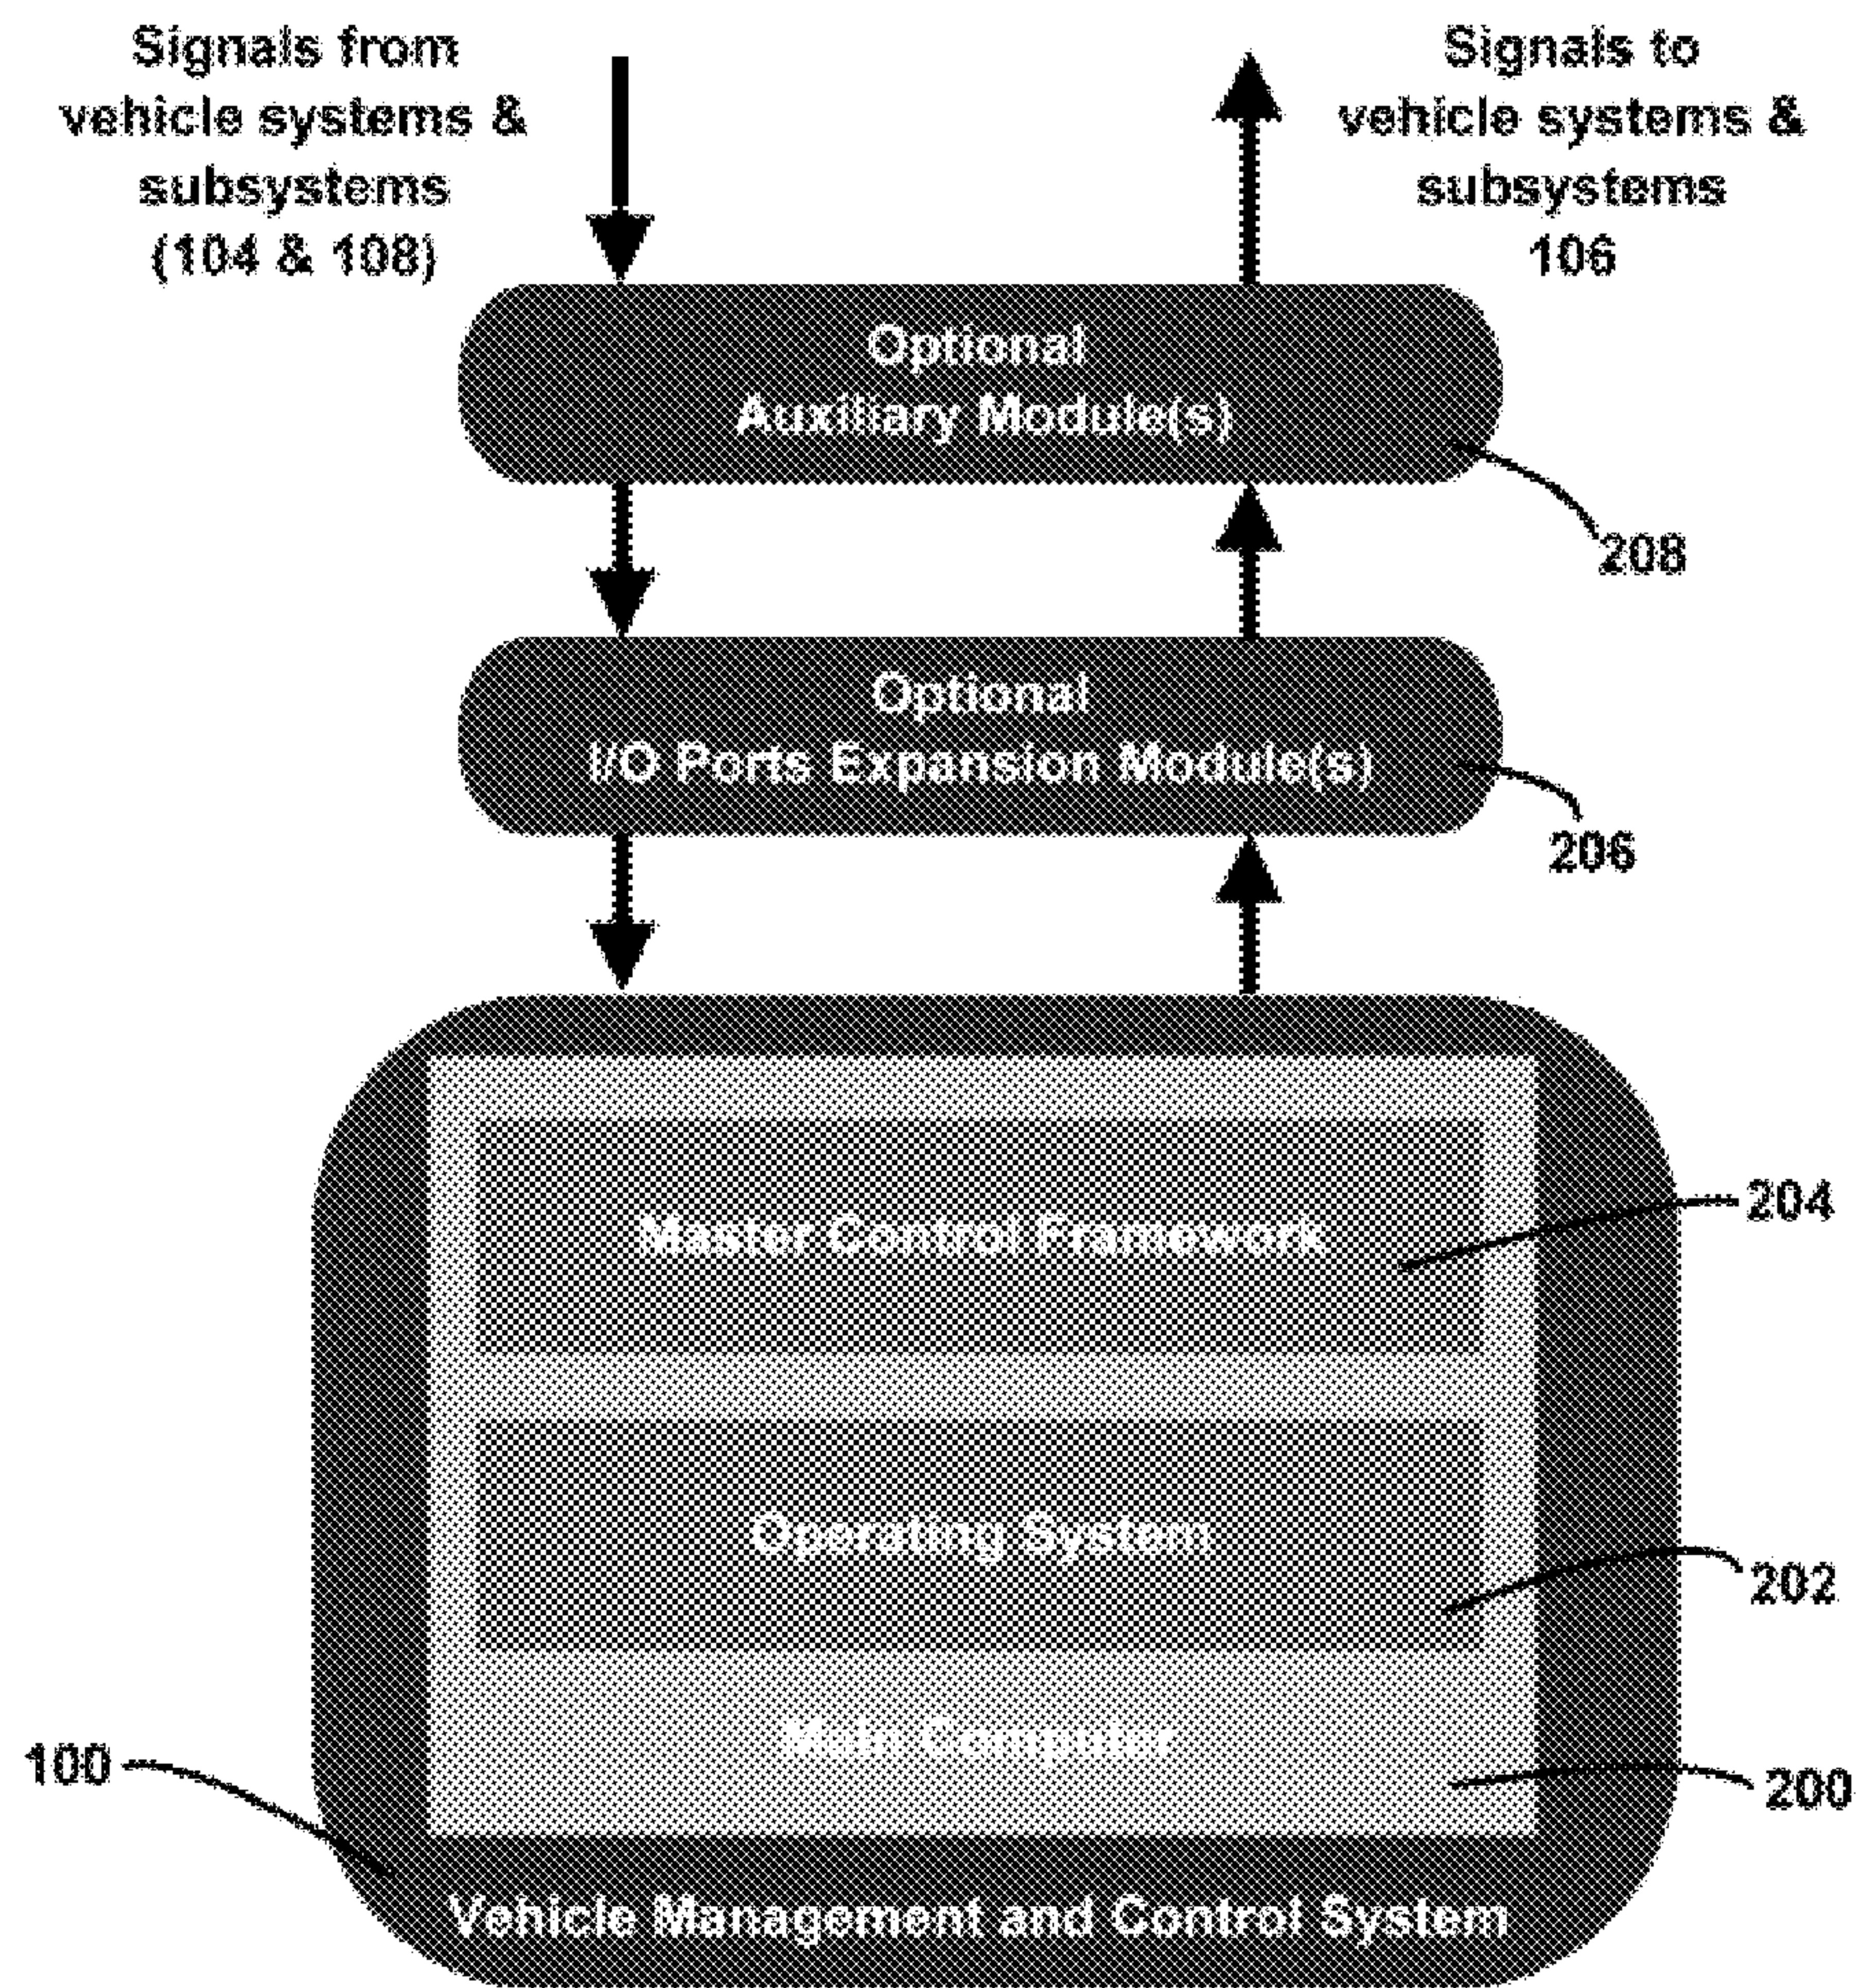 Signals from
vehicle systems &
subsystems
(104 & 108)
Signals to
vehicle systems &
subsystems
106
Optional
Auxiliary Module(s)
208
Optional
I/O Ports Expansion Module(s)
206
Master Control Framework
204
Operating System
202
Main Computer
200
100
Vehicle Management and Control System